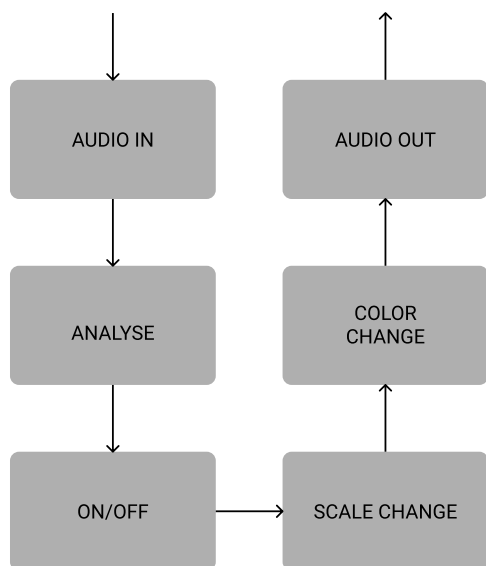 AUDIO IN
ANALYSE
ON/OFF
SCALE CHANGE
COLOR
CHANGE
AUDIO OUT